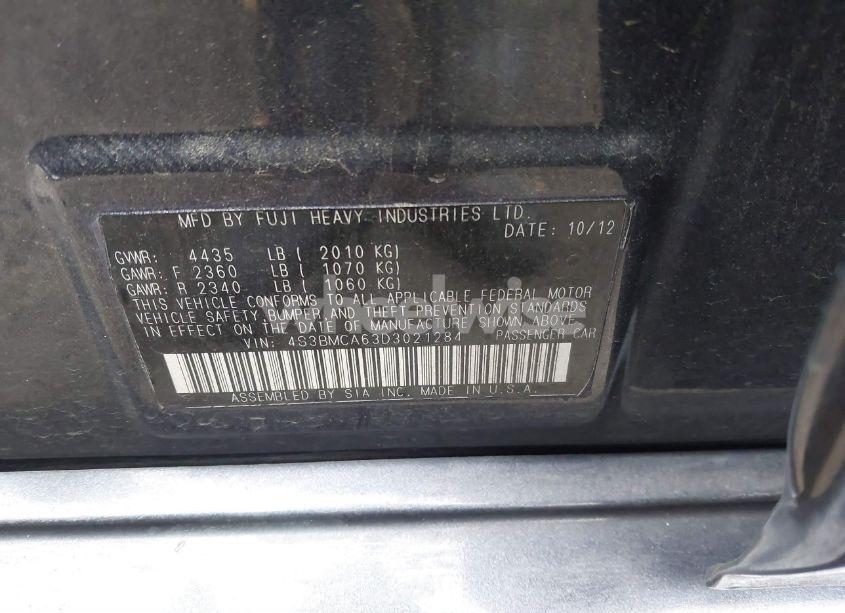 MFD BY FUJI HEAVY INDUSTRIES LTD.
DATE: 10/12
GVWR: 4435 LB ( 2010 KG)
GAWR: F 2360 LB ( 1070 KG)
GAWR: R 2340 LB ( 1060 KG)
THIS VEHICLE CONFORMS TO ALL APPLICABLE FEDERAL MOTOR
VEHICLE SAFETY, BUMPER, AND THEFT PREVENTION STANDARDS
IN EFFECT ON THE DATE OF MANUFACTURE SHOWN ABOVE.
VIN: 4S3BMCA63D3021284 PASSENGER CAR
ASSEMBLED BY SIA INC. MADE IN U.S.A.